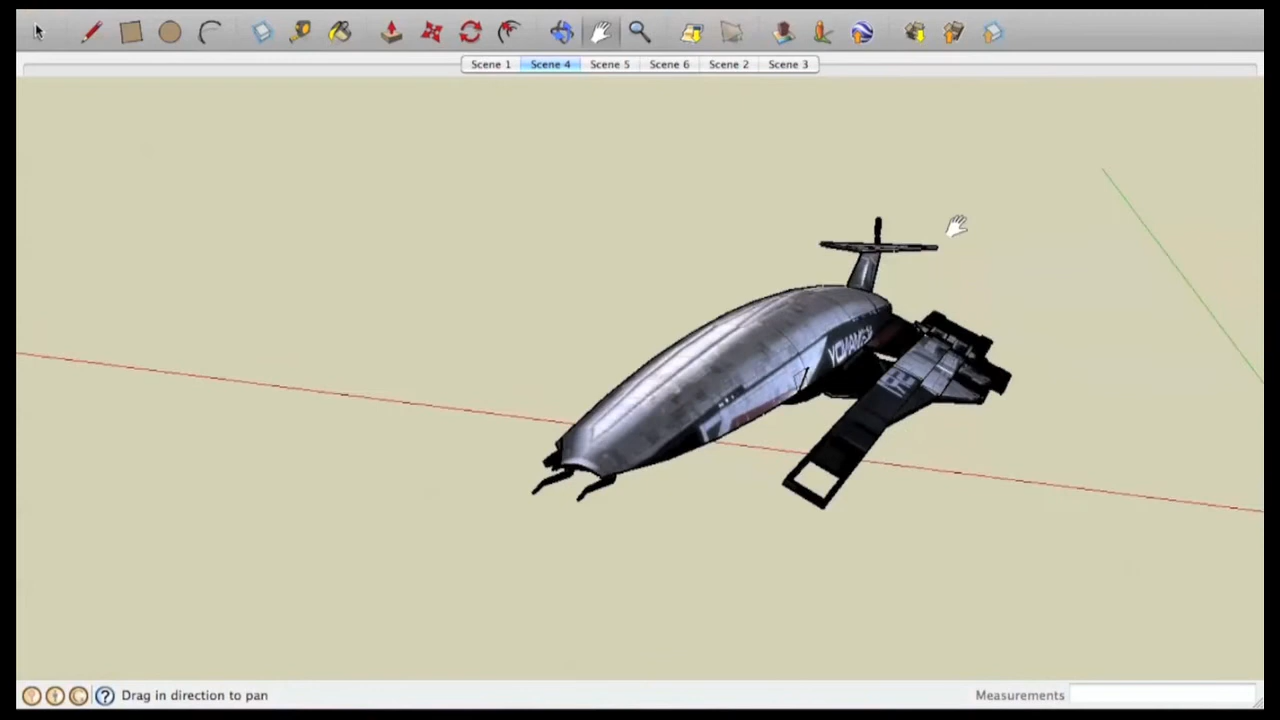 Scene 1 Scene 4 Scene 5 Scene 6 Scene 2 Scene 3
Drag in direction to pan
Measurements